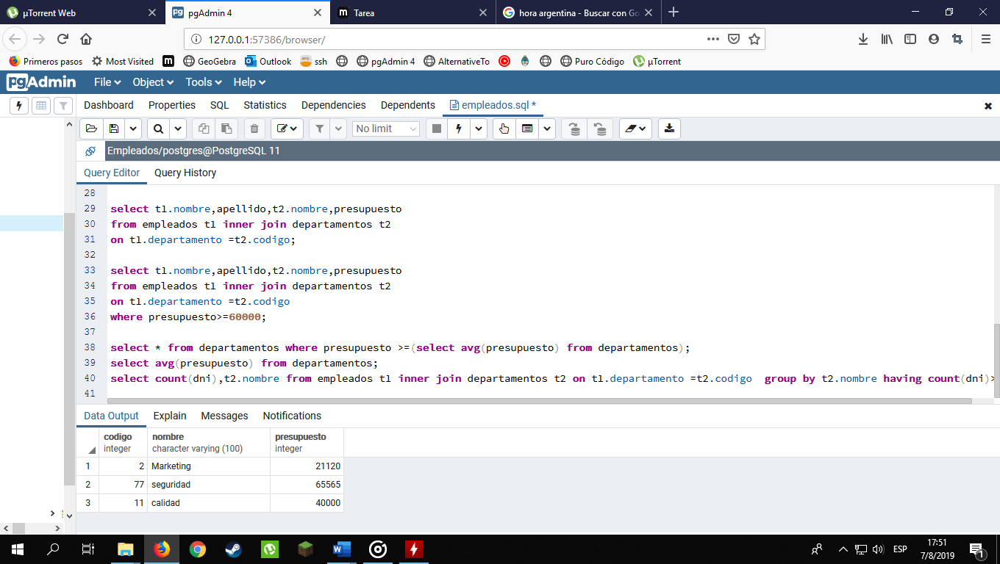 µTorrent Web
pgAdmin 4
Tarea
hora argentina - Buscar con Go
127.0.0.1:57386/browser/
Primeros pasos Most Visited GeoGebra Outlook ssh pgAdmin 4 AlternativeTo Puro Código µTorrent
pgAdmin File Object Tools Help
Dashboard Properties SQL Statistics Dependencies Dependents empleados.sql *
No limit
Empleados/postgres@PostgreSQL 11
Query Editor Query History
28
29 select t1.nombre,apellido,t2.nombre,presupuesto
30 from empleados t1 inner join departamentos t2
31 on t1.departamento =t2.codigo;
32
33 select t1.nombre,apellido,t2.nombre,presupuesto
34 from empleados t1 inner join departamentos t2
35 on t1.departamento =t2.codigo
36 where presupuesto>=60000;
37
38 select * from departamentos where presupuesto >=(select avg(presupuesto) from departamentos);
39 select avg(presupuesto) from departamentos;
40 select count(dni),t2.nombre from empleados t1 inner join departamentos t2 on t1.departamento =t2.codigo  group by t2.nombre having count(dni)>
41
Data Output Explain Messages Notifications
codigo nombre presupuesto
integer character varying (100) integer
1 2 Marketing 21120
2 77 seguridad 65565
3 11 calidad 40000
ESP
17:51
7/8/2019
1